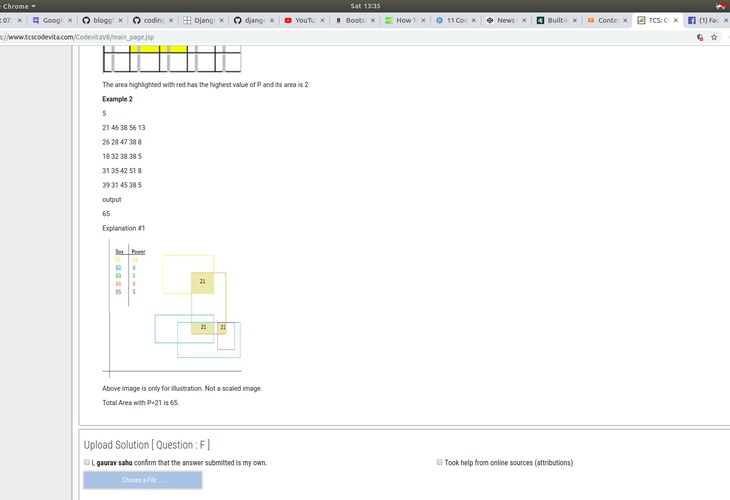 Chrome
Sat 13:35
07:
Googl
blogg
codin
Djang
djang
YouTu
Boots
How T
11 Co
News
Built-i
Conte
TCS: C
(1) Fac
s://www.tcscodevita.com/CodevitaV8/main_page.jsp
The area highlighted with red has the highest value of P and its area is 2
Example 2
5
21 46 38 56 13
26 28 47 38 8
18 32 38 38 5
31 35 42 51 8
39 31 45 38 5
output
65
Explanation #1
Box Power
B2 8
B3 5
B4 8
B5 5
21
21 21
Above image is only for illustration. Not a scaled image.
Total Area with P=21 is 65.
Upload Solution [ Question : F ]
I, gaurav sahu confirm that the answer submitted is my own.
Took help from online sources (attributions)
Choose a File ...